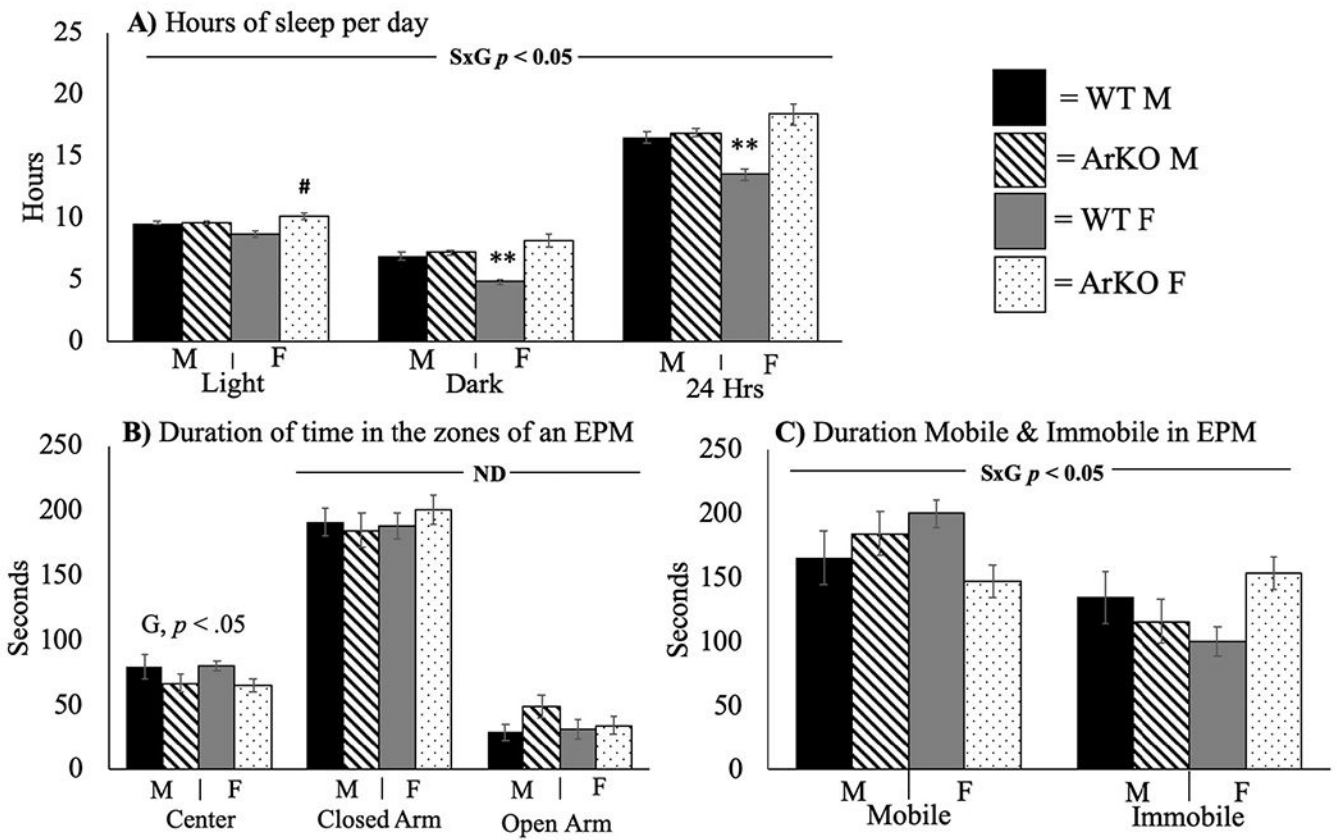 A) Hours of sleep per day
25
20
15
10
5
0
Hours
SxG p < 0.05
#
**
**
M | F
Light
M | F
Dark
M | F
24 Hrs
= WT M
= ArKO M
= WT F
= ArKO F
B) Duration of time in the zones of an EPM
250
200
150
100
50
0
Seconds
ND
G, p < .05
M | F
Center
M | F
Closed Arm
M | F
Open Arm
C) Duration Mobile & Immobile in EPM
250
200
150
100
50
0
Seconds
SxG p < 0.05
M F
Mobile
M F
Immobile